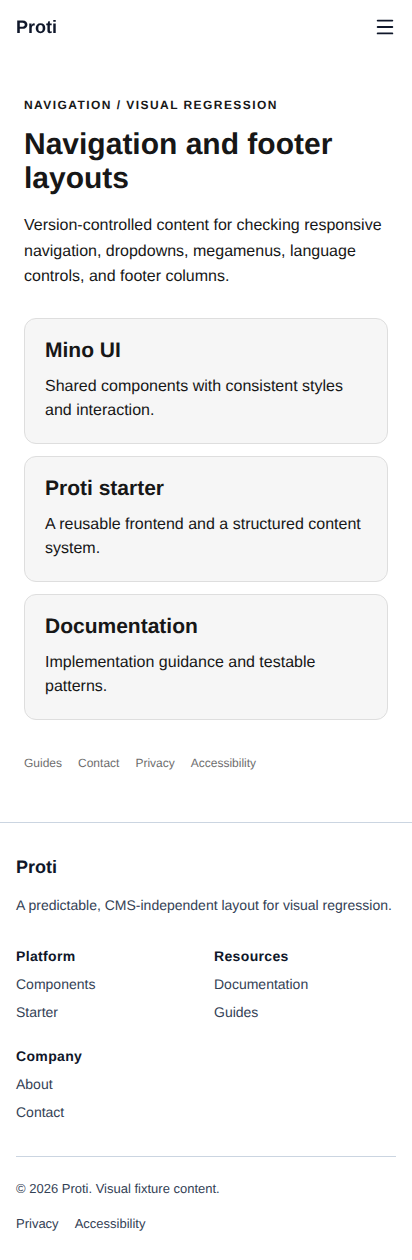 Proti
NAVIGATION / VISUAL REGRESSION
Navigation and footer
layouts
Version-controlled content for checking responsive
navigation, dropdowns, megamenus, language
controls, and footer columns.
Mino UI
Shared components with consistent styles
and interaction.
Proti starter
A reusable frontend and a structured content
system.
Documentation
Implementation guidance and testable
patterns.
Guides Contact Privacy Accessibility
Proti
A predictable, CMS-independent layout for visual regression.
Platform
Components
Starter
Resources
Documentation
Guides
Company
About
Contact
© 2026 Proti. Visual fixture content.
Privacy Accessibility